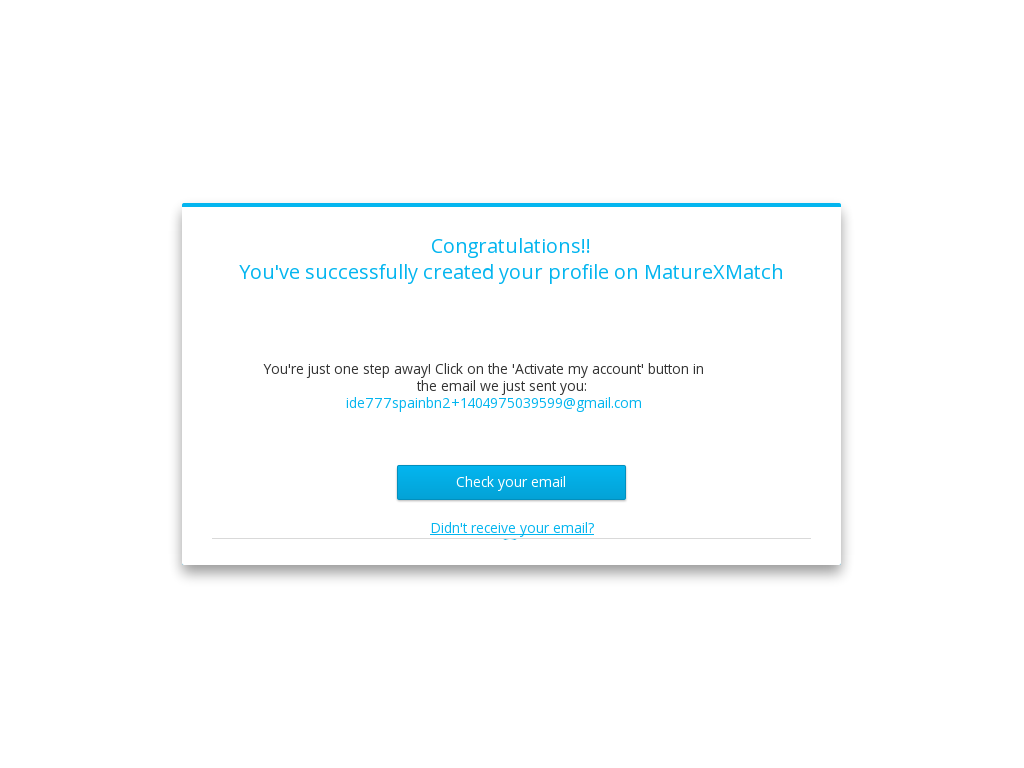 Congratulations!!
You've successfully created your profile on MatureXMatch
You're just one step away! Click on the 'Activate my account' button in
the email we just sent you:
ide777spainbn2+1404975039599@gmail.com
Check your email
Didn't receive your email?